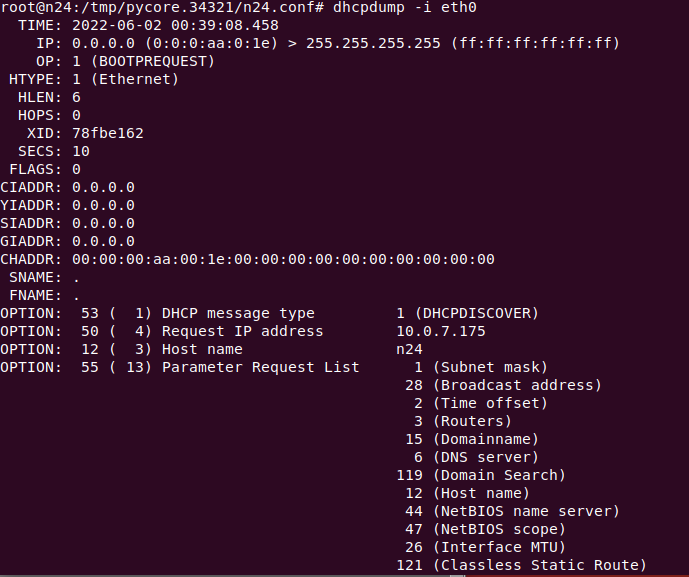 root@n24:/tmp/pycore.34321/n24.conf# dhcpdump -i eth0
  TIME: 2022-06-02 00:39:08.458
    IP: 0.0.0.0 (0:0:0:aa:0:1e) > 255.255.255.255 (ff:ff:ff:ff:ff:ff)
    OP: 1 (BOOTPREQUEST)
 HTYPE: 1 (Ethernet)
  HLEN: 6
  HOPS: 0
   XID: 78fbe162
  SECS: 10
 FLAGS: 0
CIADDR: 0.0.0.0
YIADDR: 0.0.0.0
SIADDR: 0.0.0.0
GIADDR: 0.0.0.0
CHADDR: 00:00:00:aa:00:1e:00:00:00:00:00:00:00:00:00:00
 SNAME: .
 FNAME: .
OPTION:  53 (  1) DHCP message type         1 (DHCPDISCOVER)
OPTION:  50 (  4) Request IP address        10.0.7.175
OPTION:  12 (  3) Host name                 n24
OPTION:  55 ( 13) Parameter Request List      1 (Subnet mask)
                                             28 (Broadcast address)
                                              2 (Time offset)
                                              3 (Routers)
                                             15 (Domainname)
                                              6 (DNS server)
                                            119 (Domain Search)
                                             12 (Host name)
                                             44 (NetBIOS name server)
                                             47 (NetBIOS scope)
                                             26 (Interface MTU)
                                            121 (Classless Static Route)